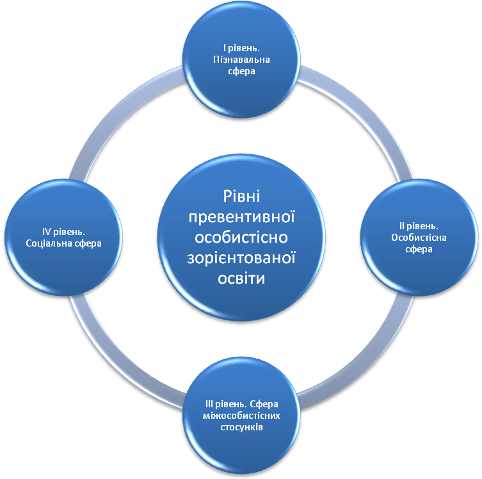 І рівень.
Пізнавальна
сфера
Рівні
превентивної
особистісно
зорієнтованої
освіти
ІІ рівень.
Особистісна
сфера
ІІІ рівень. Сфера
міжособистісних
стосунків
IV рівень.
Соціальна сфера